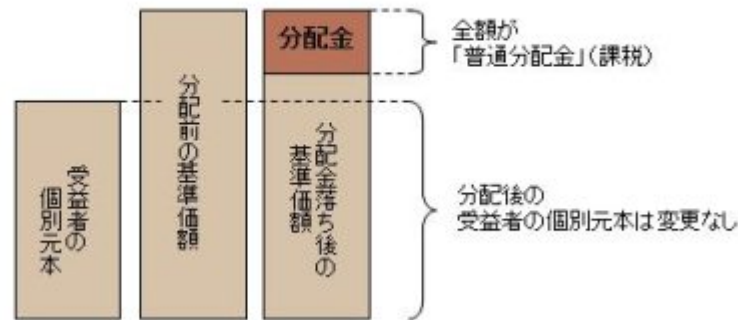 受益者の
個別元本
分配前の基準価額
分配金
分配金落ち後の
基準価額
全額が
「普通分配金」(課税)
分配後の
受益者の個別元本は変更なし